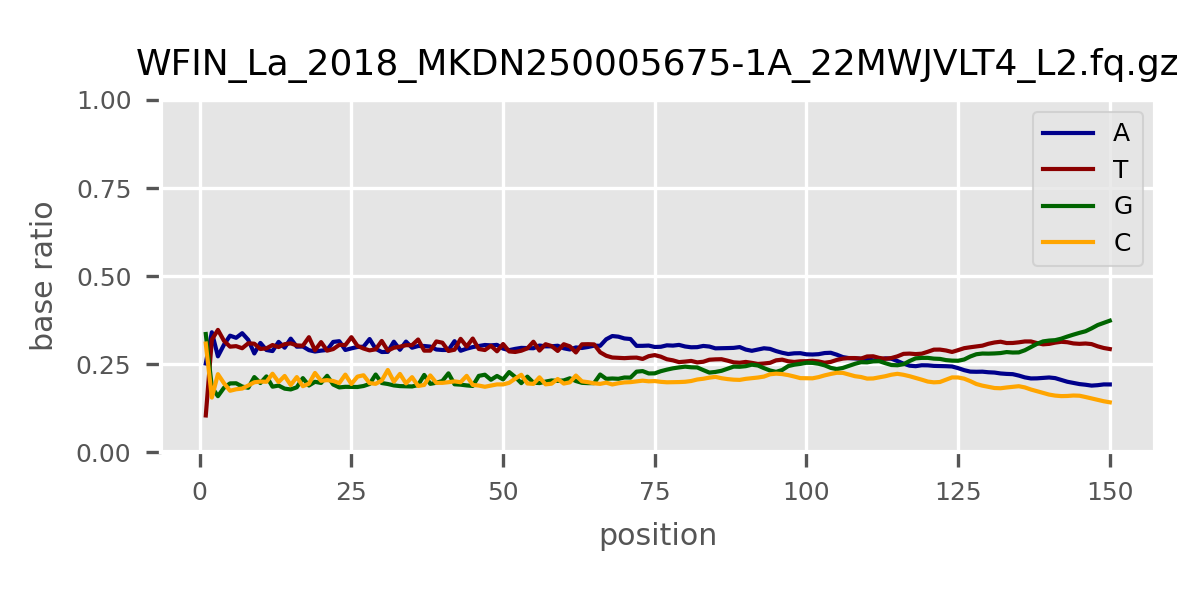 WFIN_La_2018_MKDN250005675-1A_22MWJVLT4_L2.fq.gz
1.00
0.75
0.50
0.25
0.00
base ratio
A
T
G
C
0 25 50 75 100 125 150
position